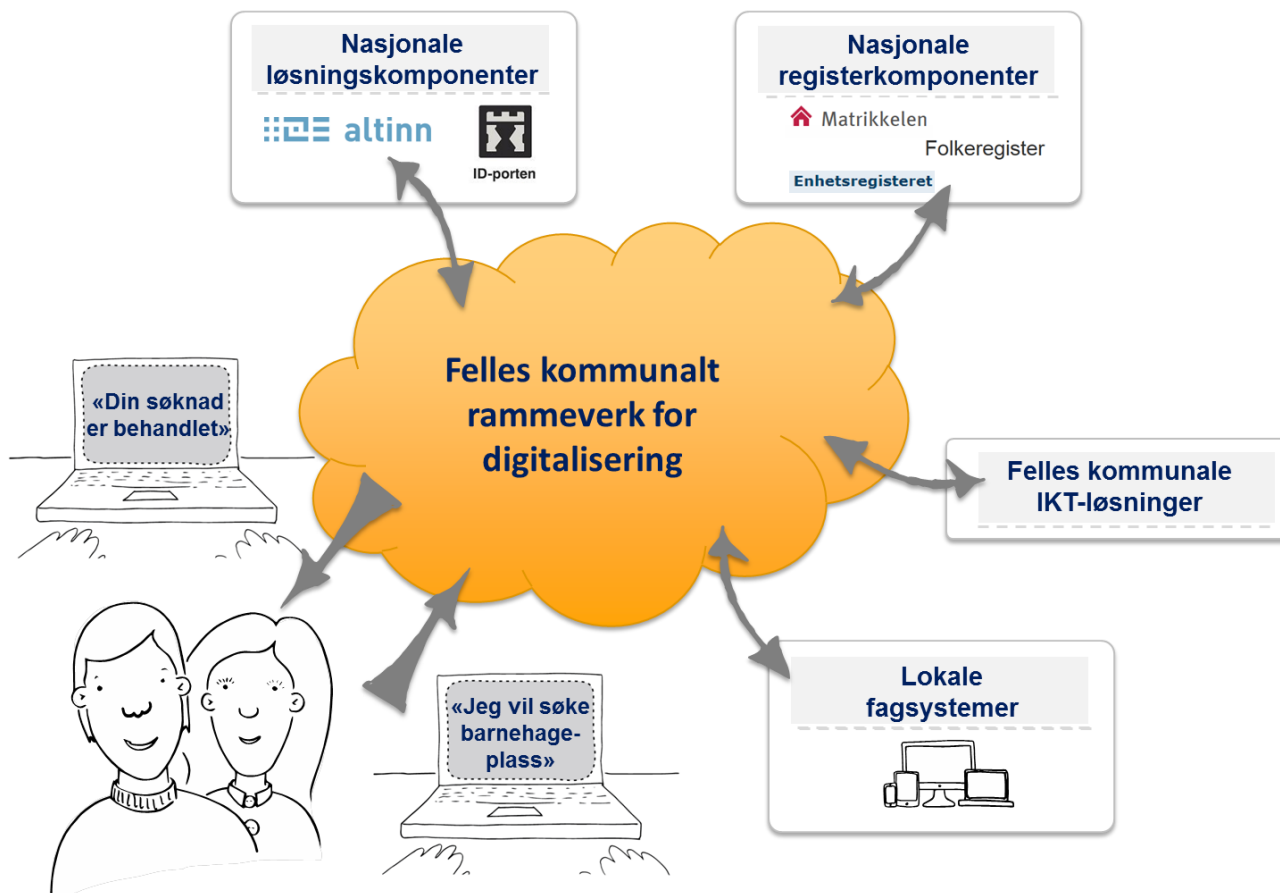 Nasjonale
løsningskomponenter
altinn
ID-porten
Nasjonale
registerkomponenter
Matrikkelen
Folkeregister
Enhetsregisteret
Felles kommunalt
rammeverk for
digitalisering
«Din søknad
er behandlet»
Felles kommunale
IKT-løsninger
«Jeg vil søke
barnehage-
plass»
Lokale
fagsystemer